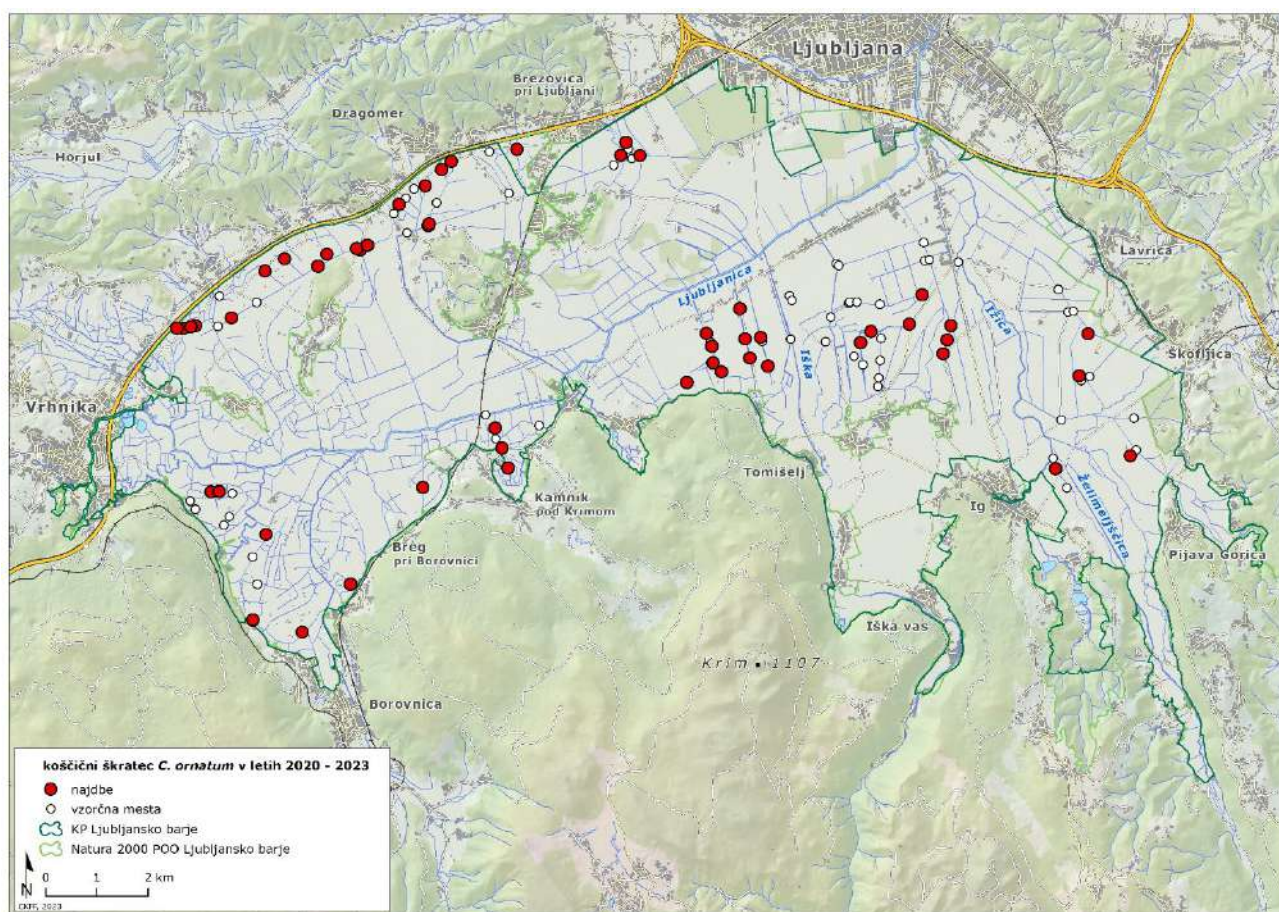 Ljubljana
Brezovica
pri Ljubljani
Dragomer
Horjul
Lavrica
Ljubljanica
Ižica
Iška
Škofljica
Vrhnika
Tomišelj
Kamnik
pod Krimom
Ig
Želimeljščica
Breg
pri Borovnici
Pijava Gorica
Iška vas
Krim • 1107
Borovnica
koščični škratec C. ornatum v letih 2020 - 2023
najdbe
vzorčna mesta
KP Ljubljansko barje
Natura 2000 POO Ljubljansko barje
0 1 2 km
N
CKFF, 2023